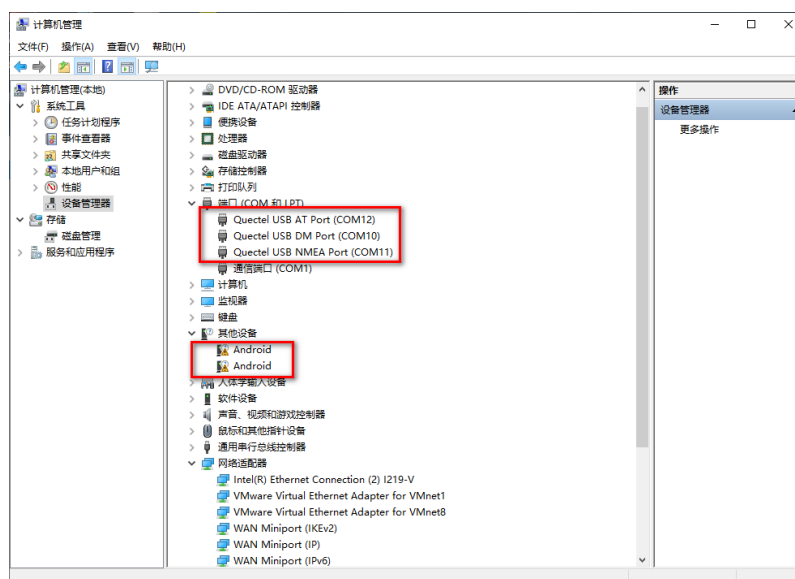 计算机管理
文件(F) 操作(A) 查看(V) 帮助(H)
计算机管理(本地)
系统工具
任务计划程序
事件查看器
共享文件夹
本地用户和组
性能
设备管理器
存储
磁盘管理
服务和应用程序
DVD/CD-ROM 驱动器
IDE ATA/ATAPI 控制器
便携设备
处理器
磁盘驱动器
存储控制器
打印队列
端口 (COM 和 LPT)
Quectel USB AT Port (COM12)
Quectel USB DM Port (COM10)
Quectel USB NMEA Port (COM11)
通信端口 (COM1)
计算机
监视器
键盘
其他设备
Android
Android
人体学输入设备
软件设备
声音、视频和游戏控制器
鼠标和其他指针设备
通用串行总线控制器
网络适配器
Intel(R) Ethernet Connection (2) I219-V
VMware Virtual Ethernet Adapter for VMnet1
VMware Virtual Ethernet Adapter for VMnet8
WAN Miniport (IKEv2)
WAN Miniport (IP)
WAN Miniport (IPv6)
操作
设备管理器
更多操作